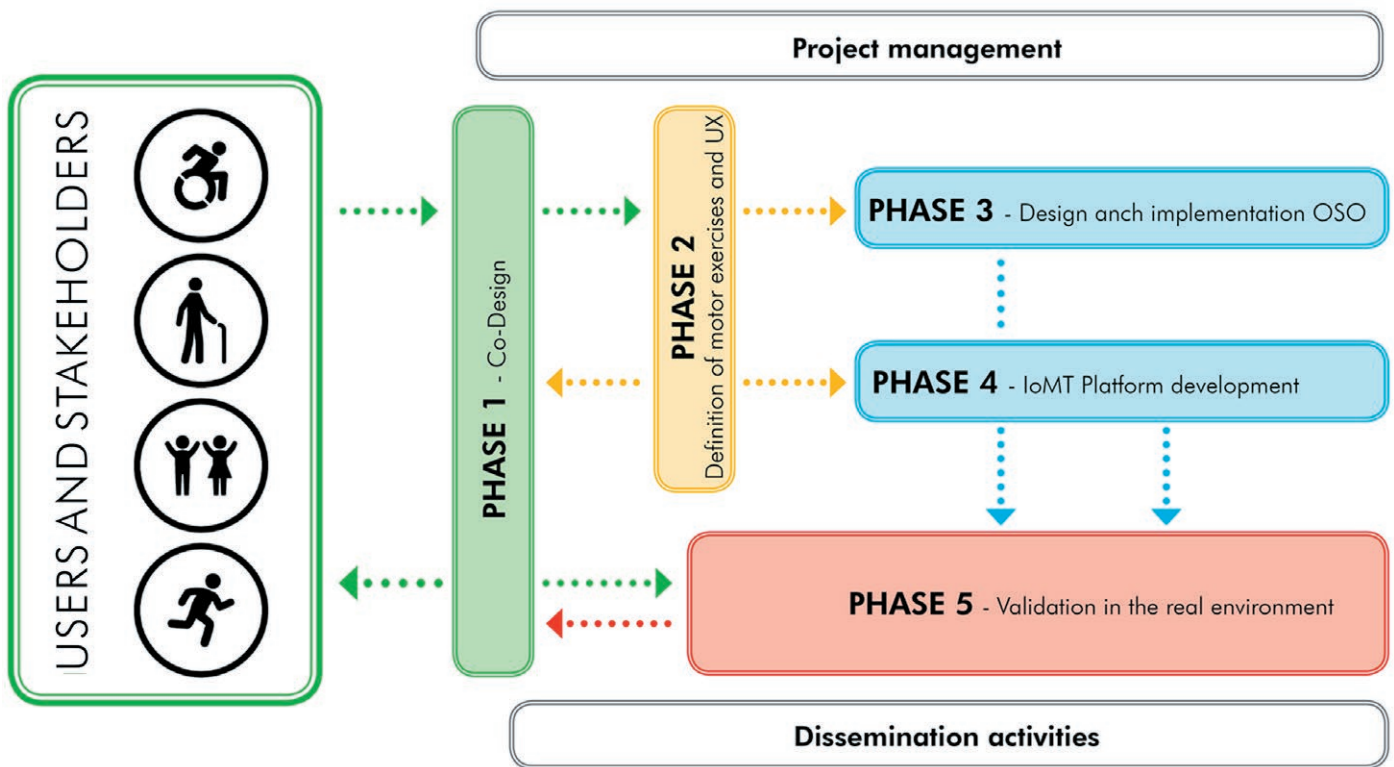 Project management
USERS AND STAKEHOLDERS
PHASE 1 - Co-Design
PHASE 2
Definition of motor exercises and UX
PHASE 3 - Design anch implementation OSO
PHASE 4 - IoMT Platform development
PHASE 5 - Validation in the real environment
Dissemination activities